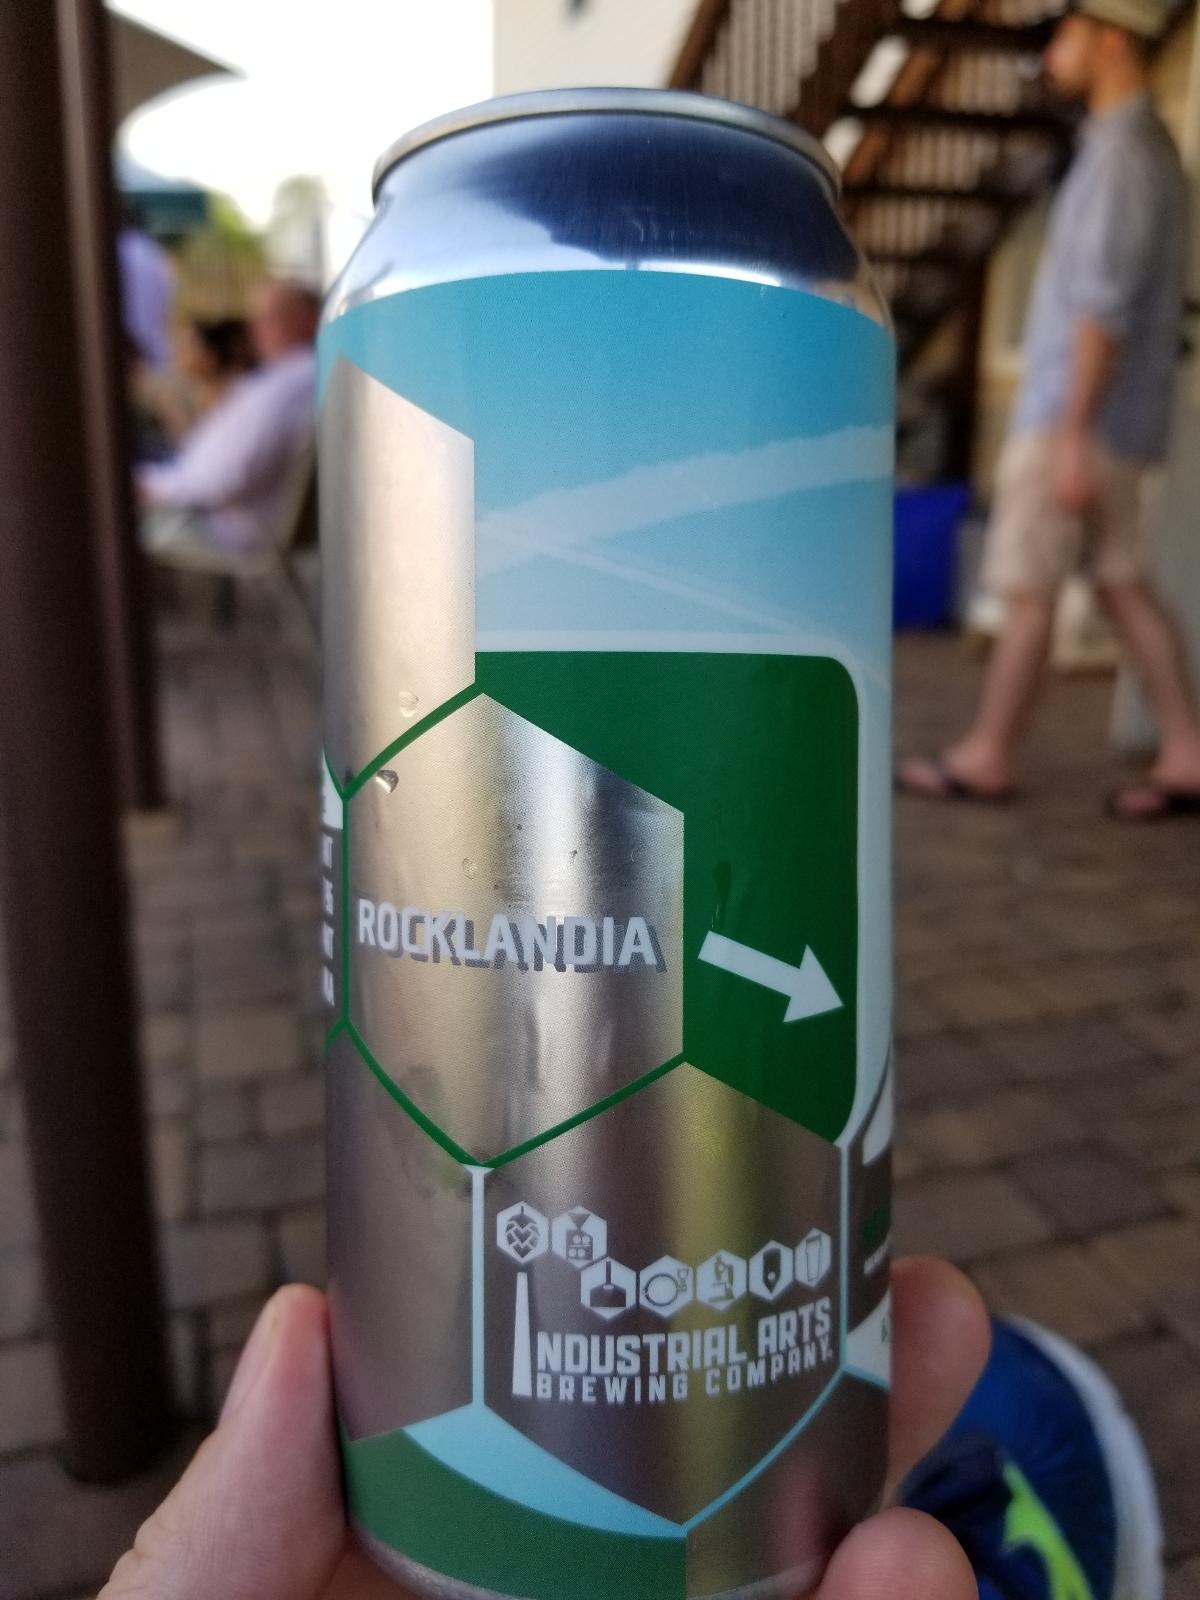 ROCKLANDIA
INDUSTRIAL ARTS
BREWING COMPANY